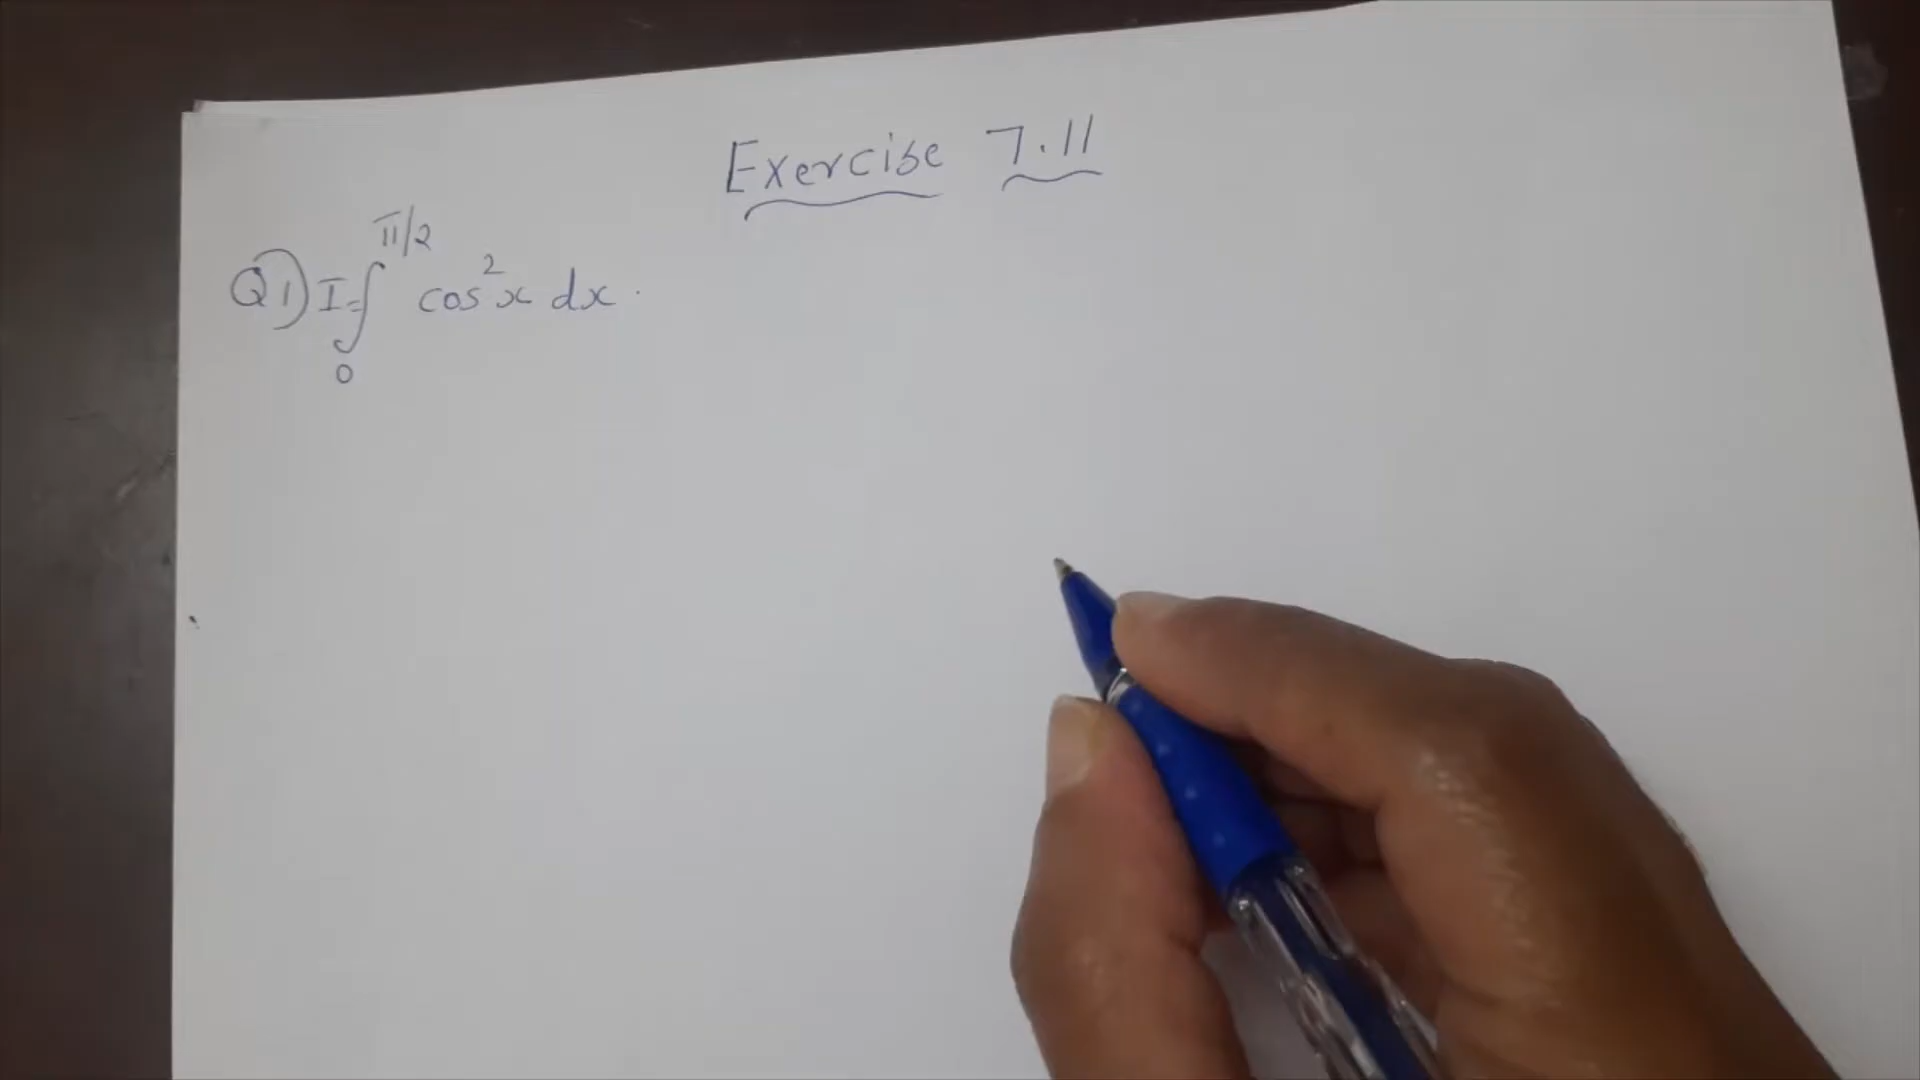 Exercise 7.11
Q1) I = ∫₀^π/2 cos²x dx.